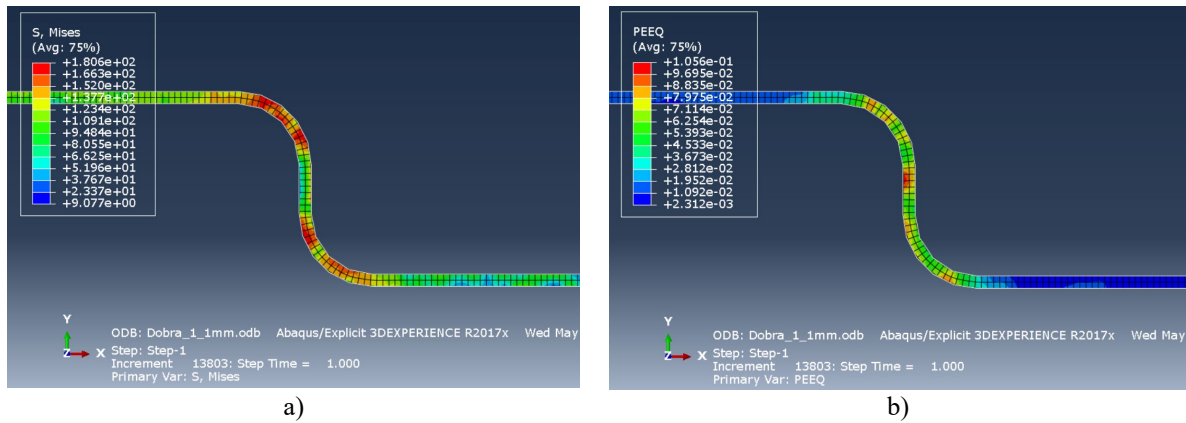 S, Mises
(Avg: 75%)
+1.806e+02
+1.663e+02
+1.520e+02
+1.377e+02
+1.234e+02
+1.091e+02
+9.484e+01
+8.055e+01
+6.625e+01
+5.196e+01
+3.767e+01
+2.337e+01
+9.077e+00
Y
Z X
ODB: Dobra_1_1mm.odb Abaqus/Explicit 3DEXPERIENCE R2017x Wed May
Step: Step-1
Increment 13803: Step Time = 1.000
Primary Var: S, Mises
a)
PEEQ
(Avg: 75%)
+1.056e-01
+9.695e-02
+8.835e-02
+7.975e-02
+7.114e-02
+6.254e-02
+5.393e-02
+4.533e-02
+3.673e-02
+2.812e-02
+1.952e-02
+1.092e-02
+2.312e-03
Y
Z X
ODB: Dobra_1_1mm.odb Abaqus/Explicit 3DEXPERIENCE R2017x Wed May
Step: Step-1
Increment 13803: Step Time = 1.000
Primary Var: PEEQ
b)